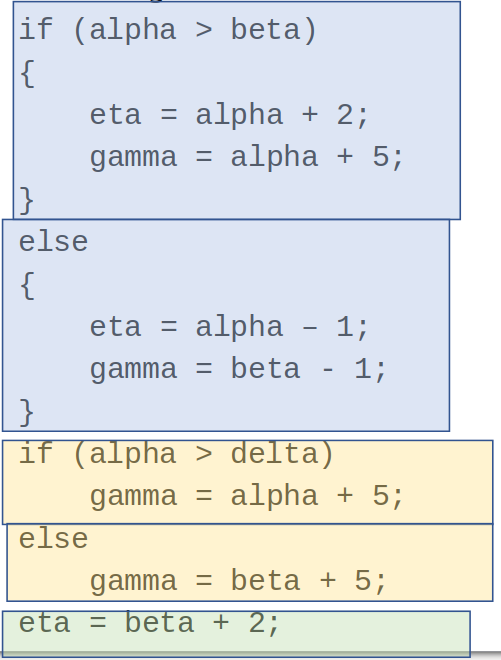 if (alpha > beta)
{
    eta = alpha + 2;
    gamma = alpha + 5;
}
else
{
    eta = alpha – 1;
    gamma = beta - 1;
}
if (alpha > delta)
    gamma = alpha + 5;
else
    gamma = beta + 5;
eta = beta + 2;